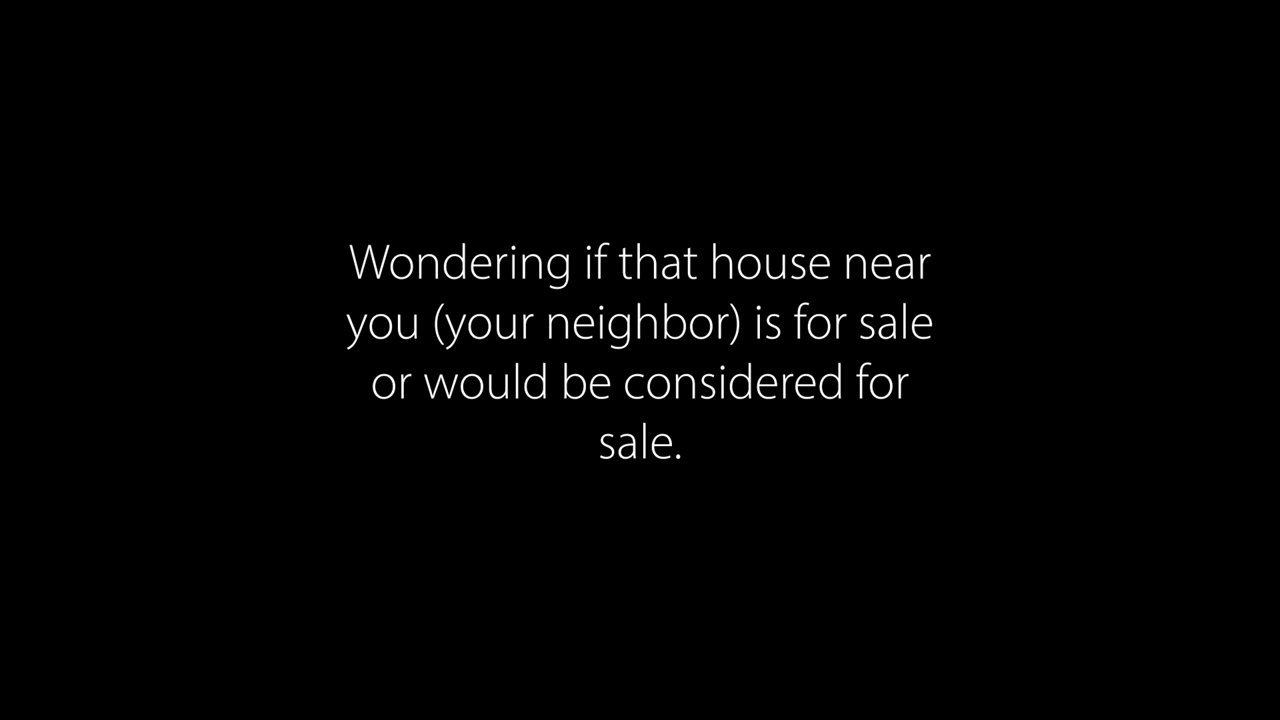 Wondering if that house near
you (your neighbor) is for sale
or would be considered for
sale.